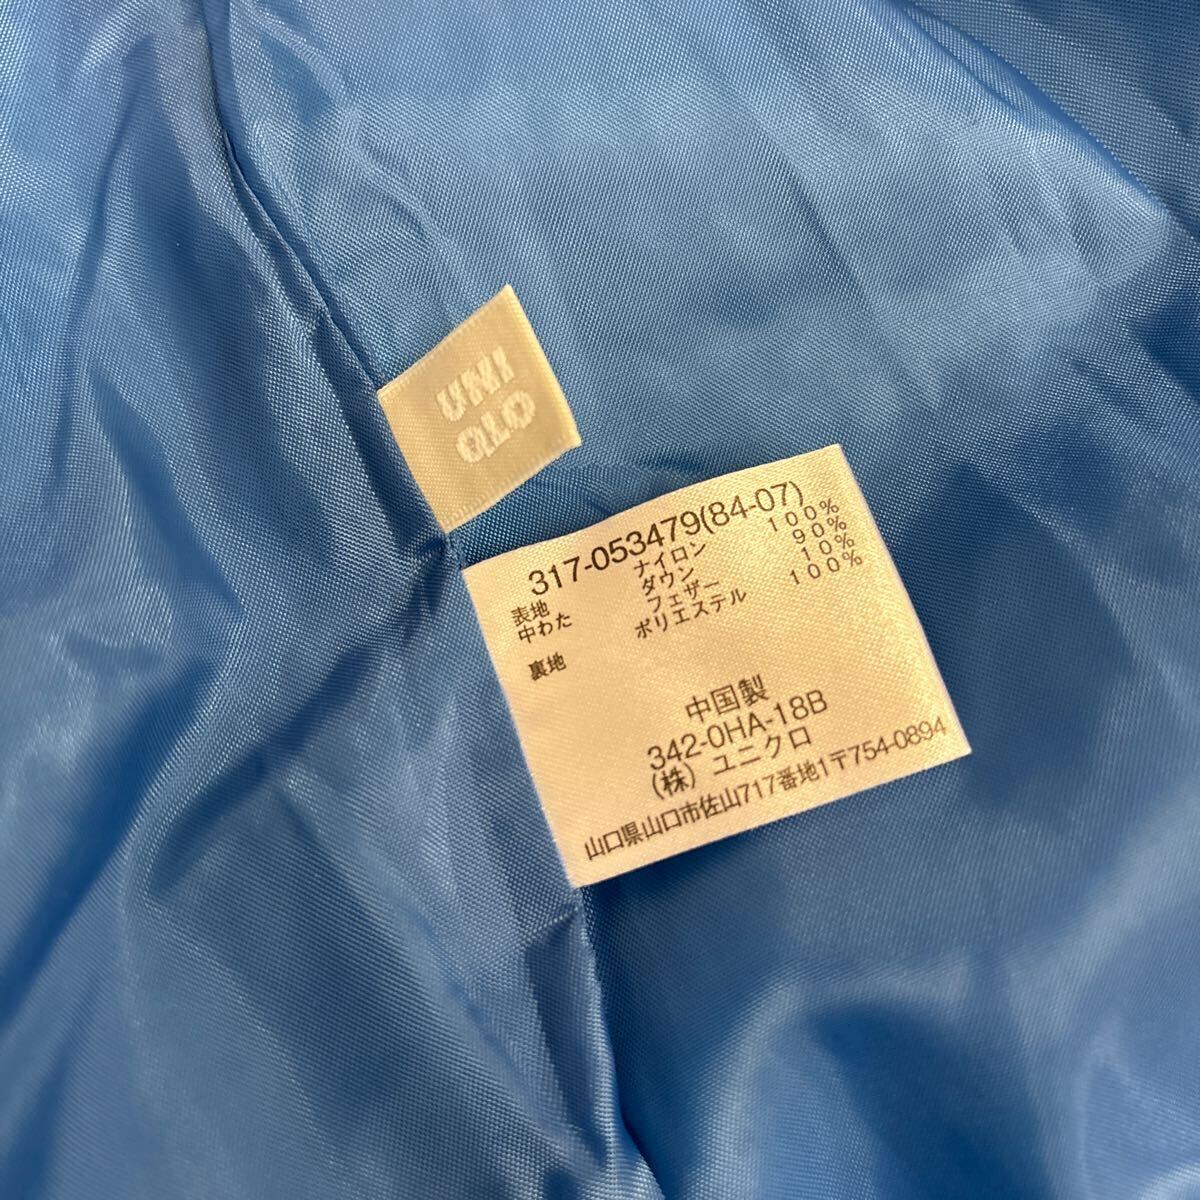 UNI
QLO
317-053479(84-07)
表地 ナイロン 100%
中わた ダウン 90%
フェザー 10%
裏地 ポリエステル 100%
中国製
342-0HA-18B
(株) ユニクロ
山口県山口市佐山717番地1〒754-0894